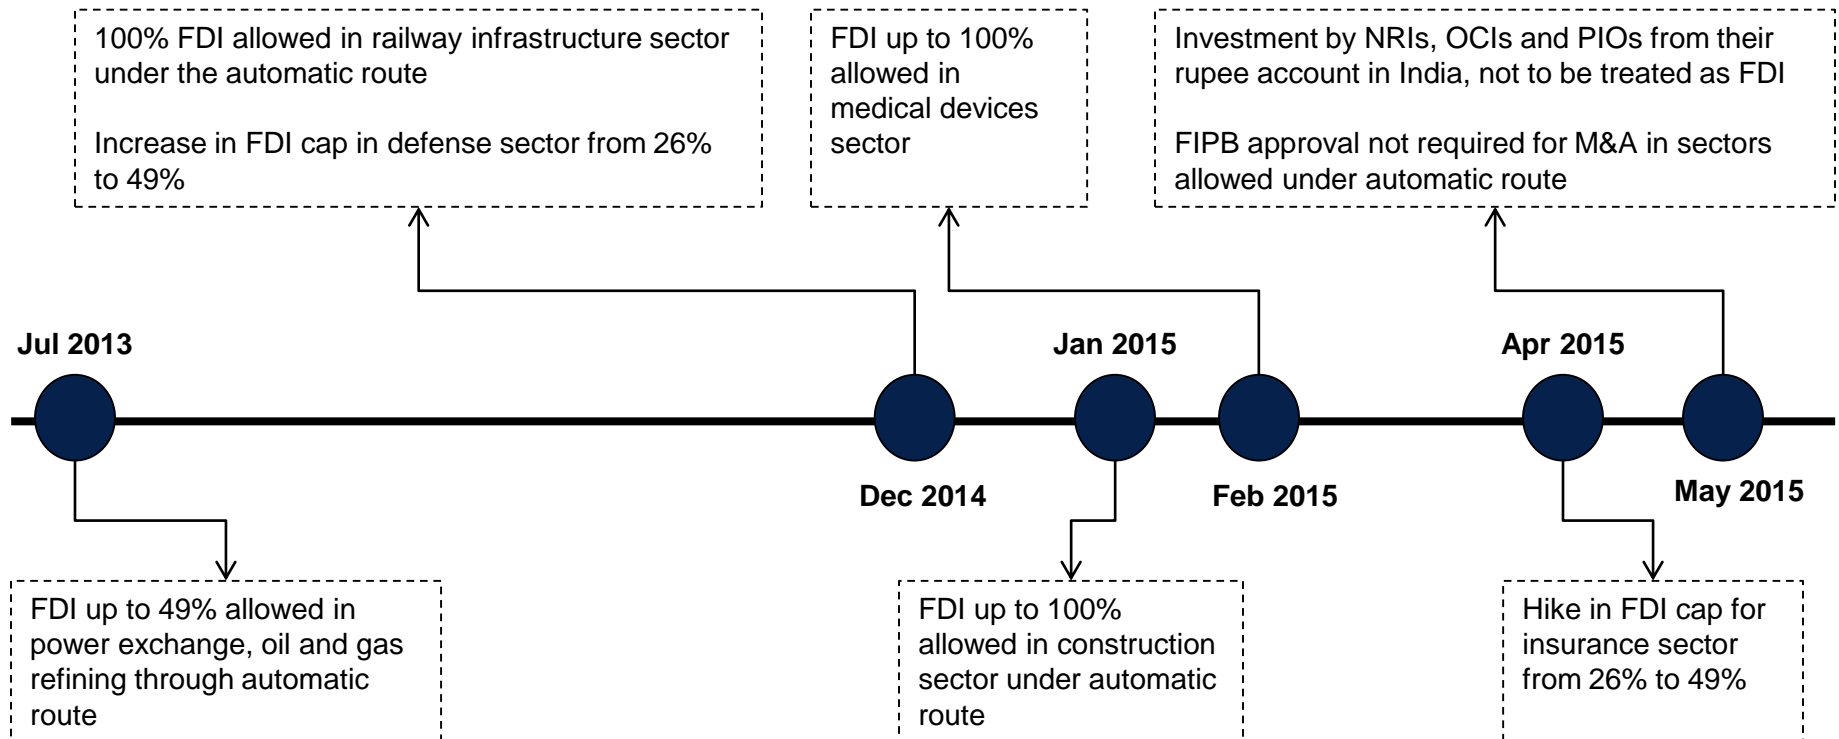 100% FDI allowed in railway infrastructure sector
under the automatic route
Increase in FDI cap in defense sector from 26%
to 49%
FDI up to 100%
allowed in
medical devices
sector
Investment by NRIs, OCIs and PIOs from their
rupee account in India, not to be treated as FDI
FIPB approval not required for M&A in sectors
allowed under automatic route
Jul 2013
Jan 2015
Apr 2015
Dec 2014
Feb 2015
May 2015
FDI up to 49% allowed in
power exchange, oil and gas
refining through automatic
route
FDI up to 100%
allowed in construction
sector under automatic
route
Hike in FDI cap for
insurance sector
from 26% to 49%